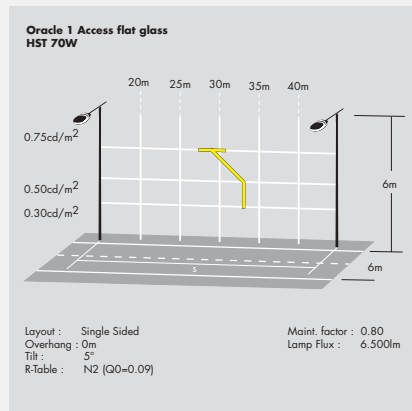 Oracle 1 Access flat glass
HST 70W
20m 25m 30m 35m 40m
0.75cd/m²
0.50cd/m²
0.30cd/m²
6m
6m
S
Layout : Single Sided
Overhang : 0m
Tilt : 5°
R-Table : N2 (Q0=0.09)
Maint. factor : 0.80
Lamp Flux : 6.500lm